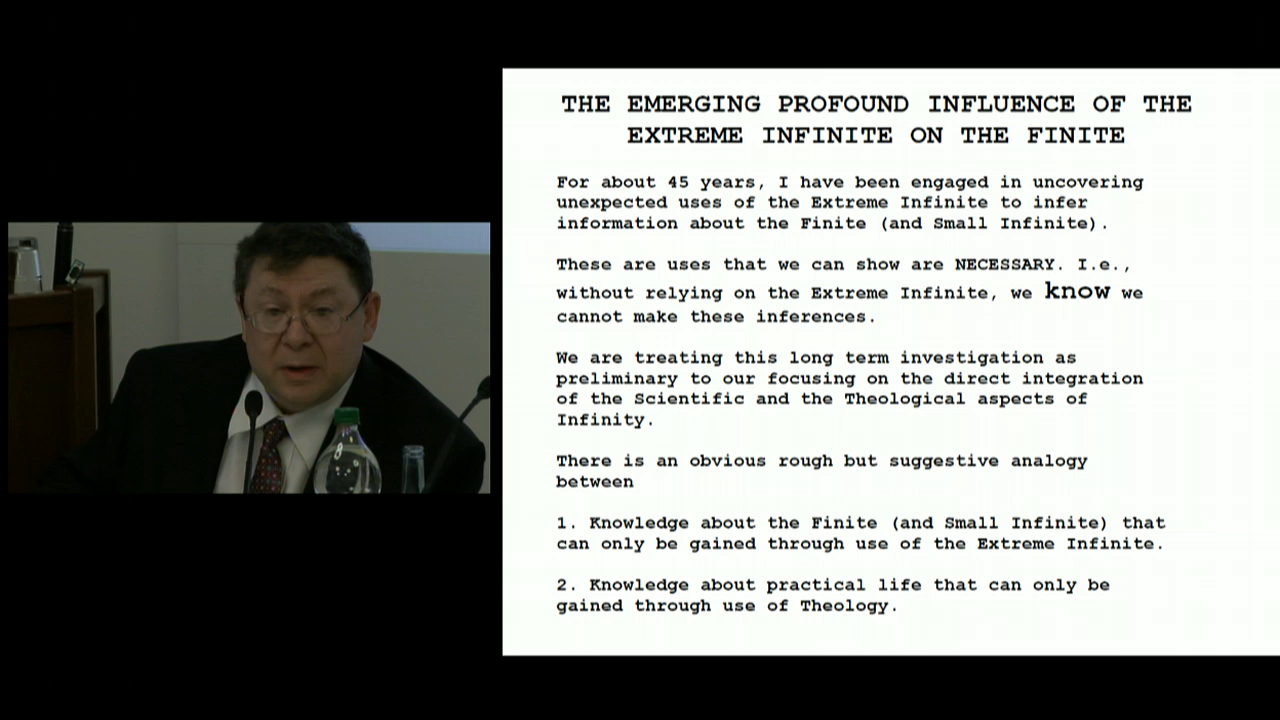 THE EMERGING PROFOUND INFLUENCE OF THE
EXTREME INFINITE ON THE FINITE
For about 45 years, I have been engaged in uncovering
unexpected uses of the Extreme Infinite to infer
information about the Finite (and Small Infinite).
These are uses that we can show are NECESSARY. I.e.,
without relying on the Extreme Infinite, we know we
cannot make these inferences.
We are treating this long term investigation as
preliminary to our focusing on the direct integration
of the Scientific and the Theological aspects of
Infinity.
There is an obvious rough but suggestive analogy
between
1. Knowledge about the Finite (and Small Infinite) that
can only be gained through use of the Extreme Infinite.
2. Knowledge about practical life that can only be
gained through use of Theology.